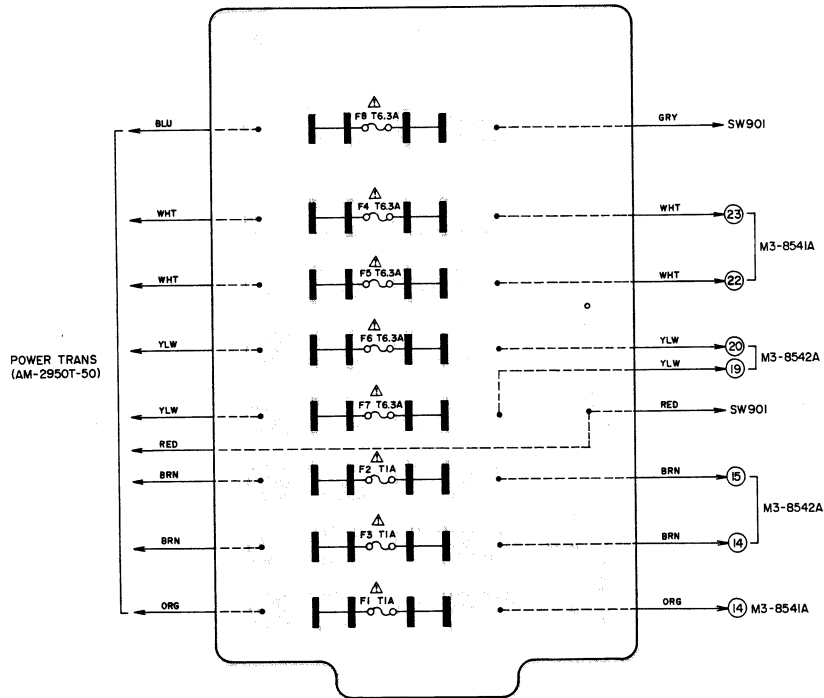 F8 T6.3A
BLU
GRY
SW901
F4 T6.3A
WHT
WHT
23
M3-8541A
F5 T6.3A
WHT
WHT
22
F6 T6.3A
YLW
YLW
20
M3-8542A
YLW
19
POWER TRANS
(AM-2950T-50)
F7 T6.3A
YLW
RED
SW901
RED
F2 T1A
BRN
BRN
15
M3-8542A
F3 T1A
BRN
BRN
14
F1 T1A
ORG
ORG
14 M3-8541A